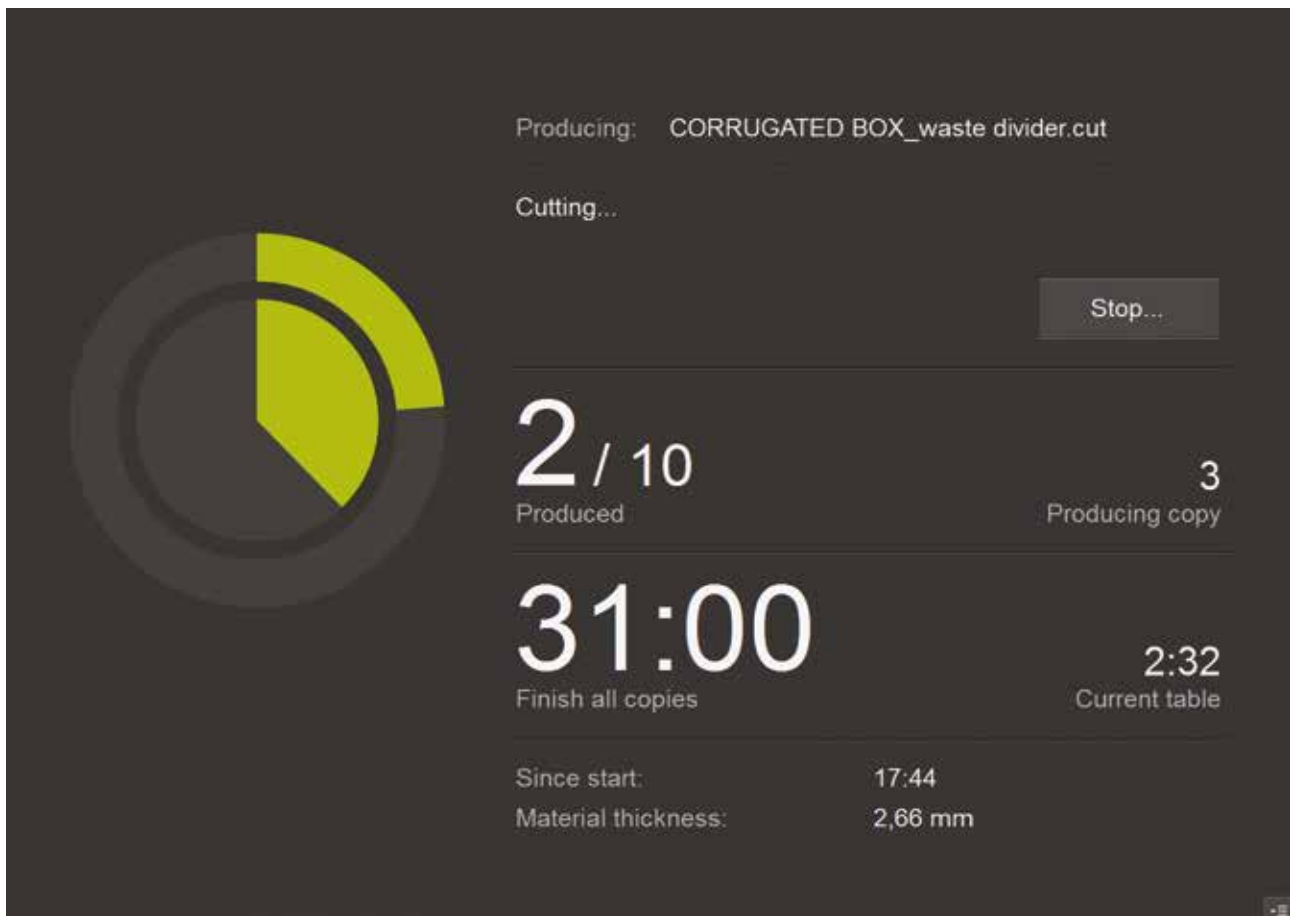 Producing: CORRUGATED BOX_waste divider.cut
Cutting...
Stop...
2 / 10
Produced
3
Producing copy
31:00
Finish all copies
2:32
Current table
Since start: 17:44
Material thickness: 2,66 mm